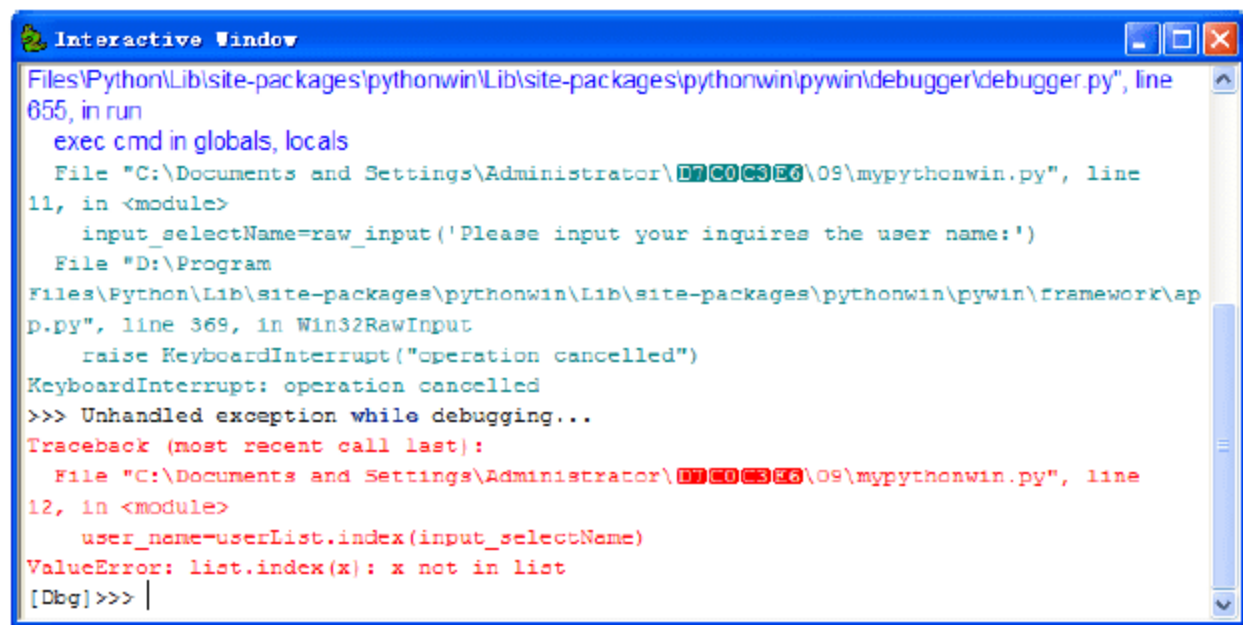 Interactive Window
Files\Python\Lib\site-packages\pythonwin\Lib\site-packages\pythonwin\pywin\debugger\debugger.py", line
655, in run
exec cmd in globals, locals
File "C:\Documents and Settings\Administrator\D7C0C3E6\09\mypythonwin.py", line
11, in <module>
input_selectName=raw_input('Please input your inquires the user name:')
File "D:\Program
Files\Python\Lib\site-packages\pythonwin\Lib\site-packages\pythonwin\pywin\framework\ap
p.py", line 369, in Win32RawInput
raise KeyboardInterrupt("operation cancelled")
KeyboardInterrupt: operation cancelled
>>> Unhandled exception while debugging...
Traceback (most recent call last):
File "C:\Documents and Settings\Administrator\D7C0C3E6\09\mypythonwin.py", line
12, in <module>
user_name=userList.index(input_selectName)
ValueError: list.index(x): x not in list
[Dbg]>>>